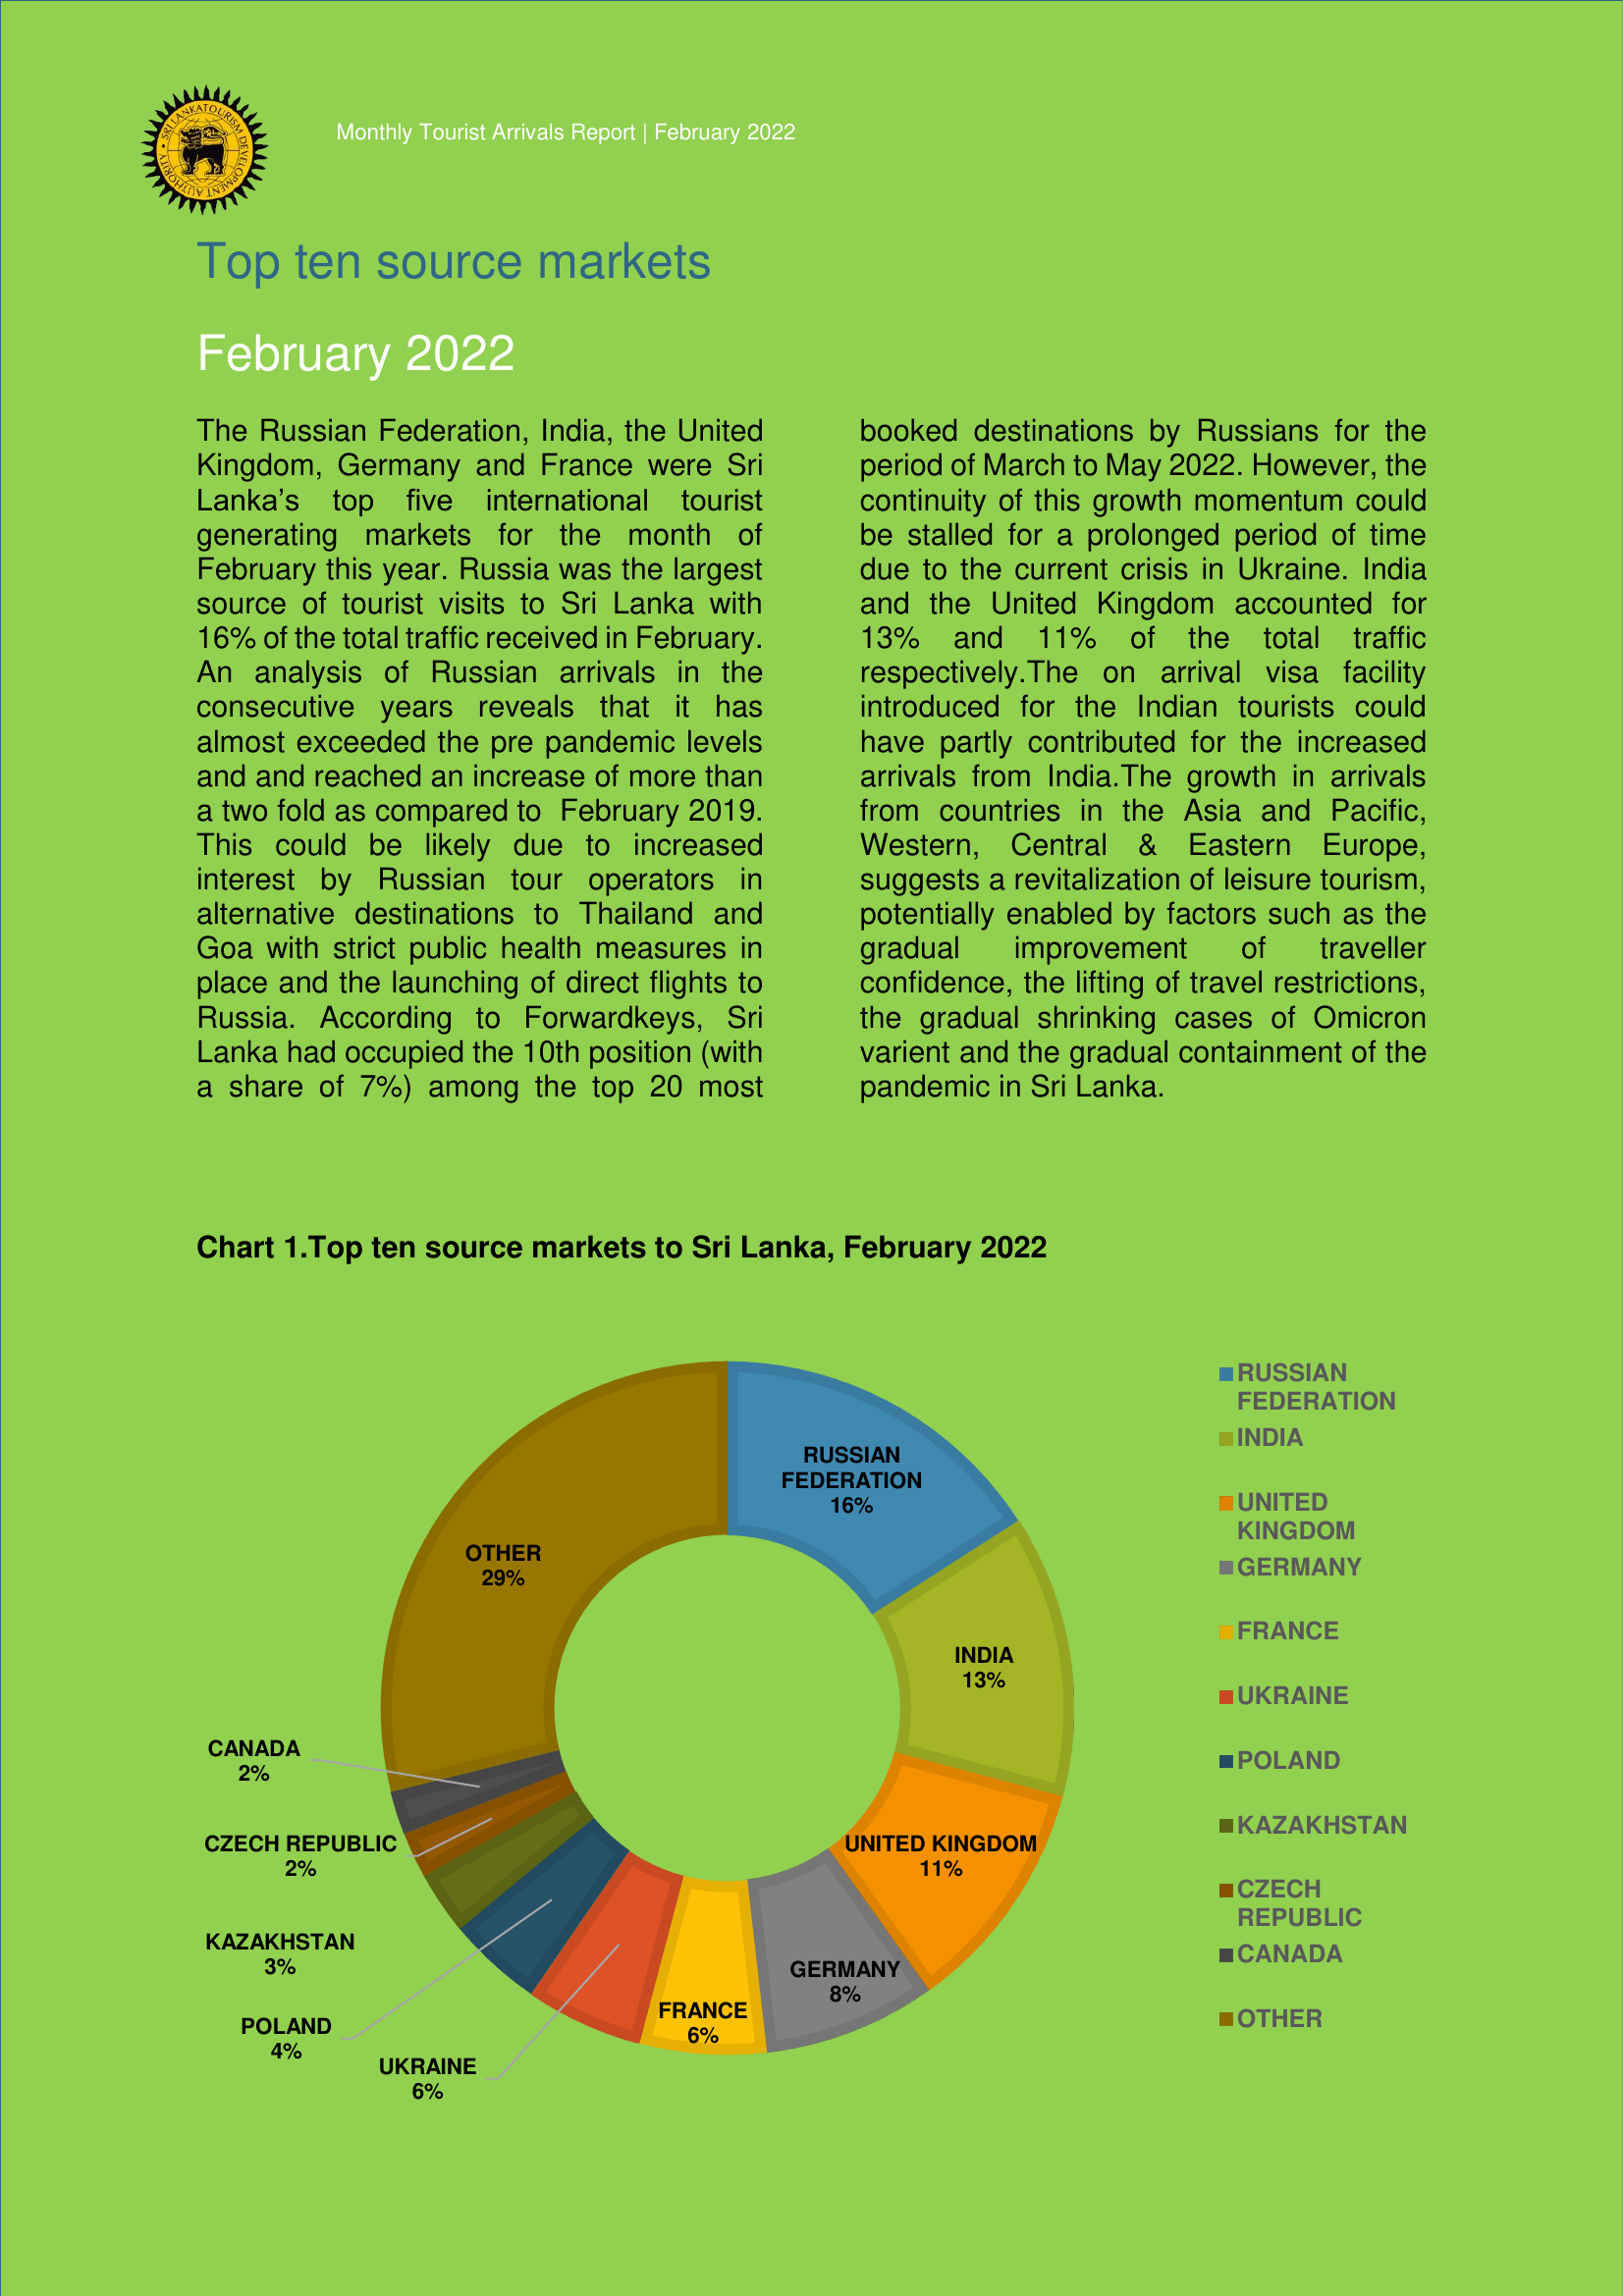 SRI LANKA TOURISM DEVELOPMENT AUTHORITY
Monthly Tourist Arrivals Report | February 2022
Top ten source markets
February 2022
The Russian Federation, India, the United
Kingdom, Germany and France were Sri
Lanka's top five international tourist
generating markets for the month of
February this year. Russia was the largest
source of tourist visits to Sri Lanka with
16% of the total traffic received in February.
An analysis of Russian arrivals in the
consecutive years reveals that it has
almost exceeded the pre pandemic levels
and and reached an increase of more than
a two fold as compared to February 2019.
This could be likely due to increased
interest by Russian tour operators in
alternative destinations to Thailand and
Goa with strict public health measures in
place and the launching of direct flights to
Russia. According to Forwardkeys, Sri
Lanka had occupied the 10th position (with
a share of 7%) among the top 20 most
booked destinations by Russians for the
period of March to May 2022. However, the
continuity of this growth momentum could
be stalled for a prolonged period of time
due to the current crisis in Ukraine. India
and the United Kingdom accounted for
13% and 11% of the total traffic
respectively.The on arrival visa facility
introduced for the Indian tourists could
have partly contributed for the increased
arrivals from India.The growth in arrivals
from countries in the Asia and Pacific,
Western, Central & Eastern Europe,
suggests a revitalization of leisure tourism,
potentially enabled by factors such as the
gradual improvement of traveller
confidence, the lifting of travel restrictions,
the gradual shrinking cases of Omicron
varient and the gradual containment of the
pandemic in Sri Lanka.
Chart 1.Top ten source markets to Sri Lanka, February 2022
RUSSIAN
FEDERATION
16%
INDIA
13%
UNITED KINGDOM
11%
GERMANY
8%
FRANCE
6%
UKRAINE
6%
POLAND
4%
KAZAKHSTAN
3%
CZECH REPUBLIC
2%
CANADA
2%
OTHER
29%
RUSSIAN
FEDERATION
INDIA
UNITED
KINGDOM
GERMANY
FRANCE
UKRAINE
POLAND
KAZAKHSTAN
CZECH
REPUBLIC
CANADA
OTHER